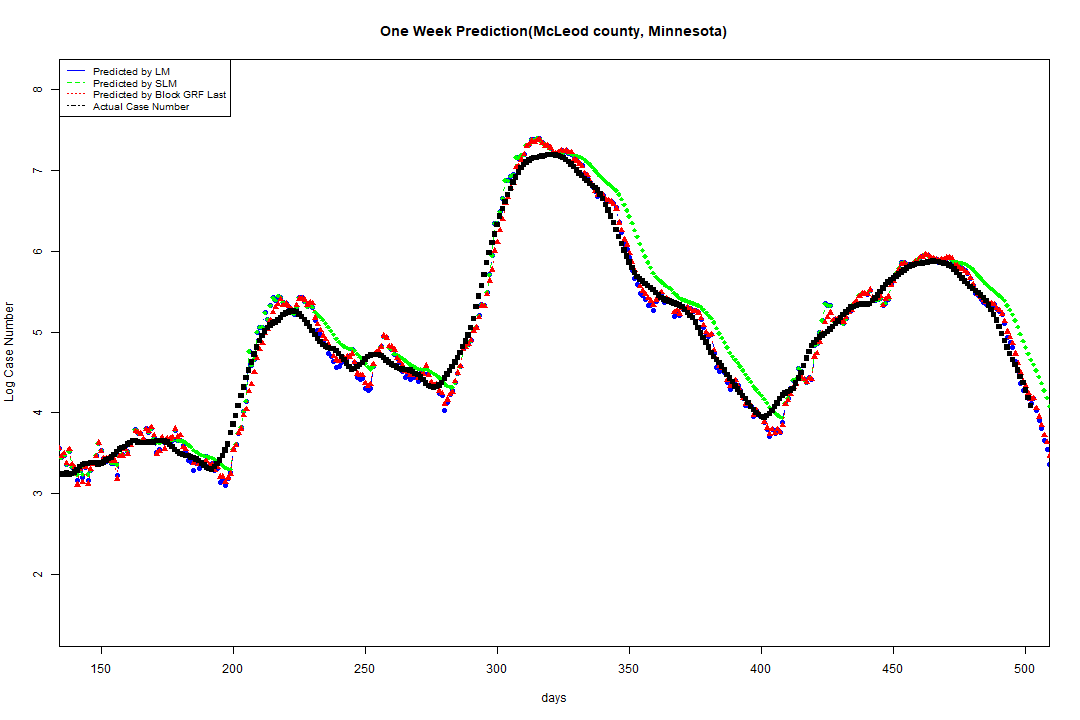 One Week Prediction(McLeod county, Minnesota)
Predicted by LM
Predicted by SLM
Predicted by Block GRF Last
Actual Case Number
8
7
6
5
4
3
2
Log Case Number
150 200 250 300 350 400 450 500
days